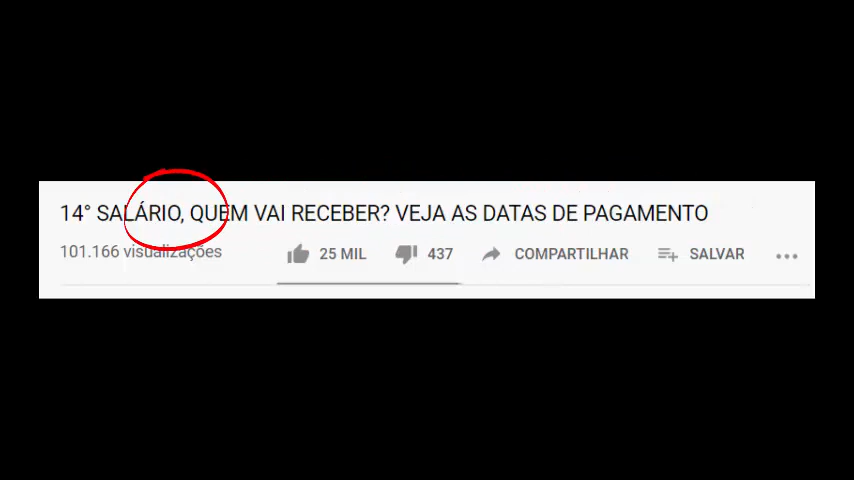 14° SALÁRIO, QUEM VAI RECEBER? VEJA AS DATAS DE PAGAMENTO
101.166 visualizações 25 MIL 437 COMPARTILHAR SALVAR